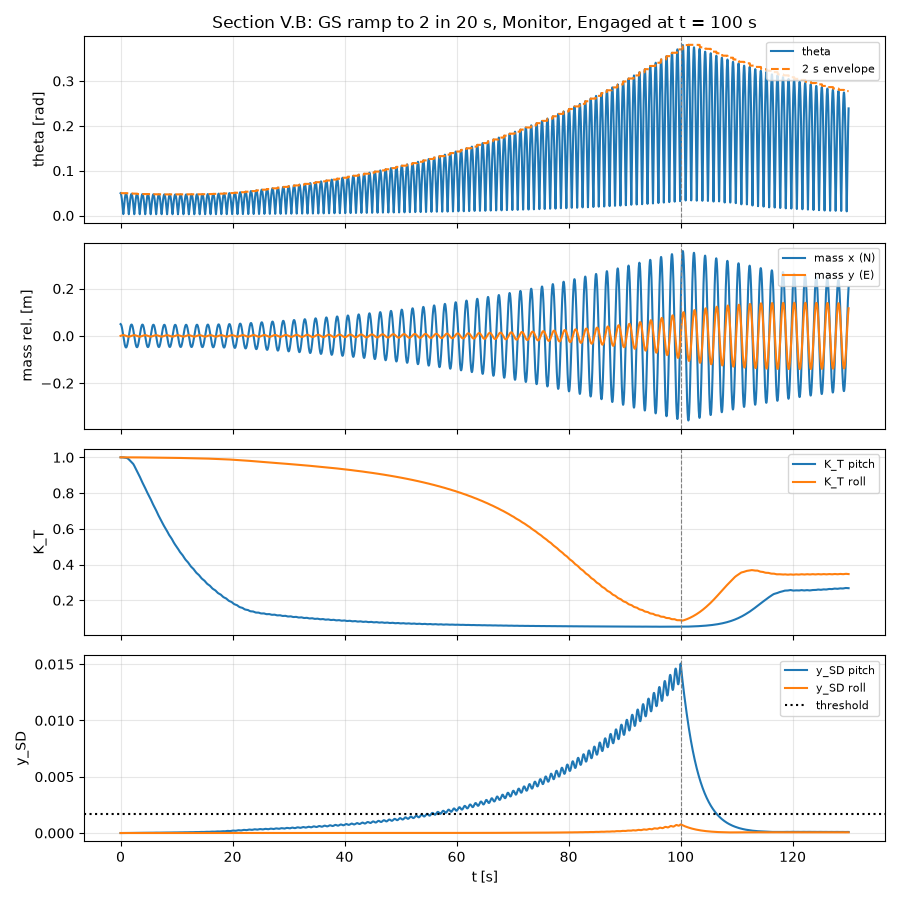 Section V.B: GS ramp to 2 in 20 s, Monitor, Engaged at t = 100 s
theta [rad]
0.3
0.2
0.1
0.0
theta
2 s envelope
mass rel. [m]
0.2
0.0
−0.2
mass x (N)
mass y (E)
K_T
1.0
0.8
0.6
0.4
0.2
K_T pitch
K_T roll
y_SD
0.015
0.010
0.005
0.000
y_SD pitch
y_SD roll
threshold
0 20 40 60 80 100 120
t [s]